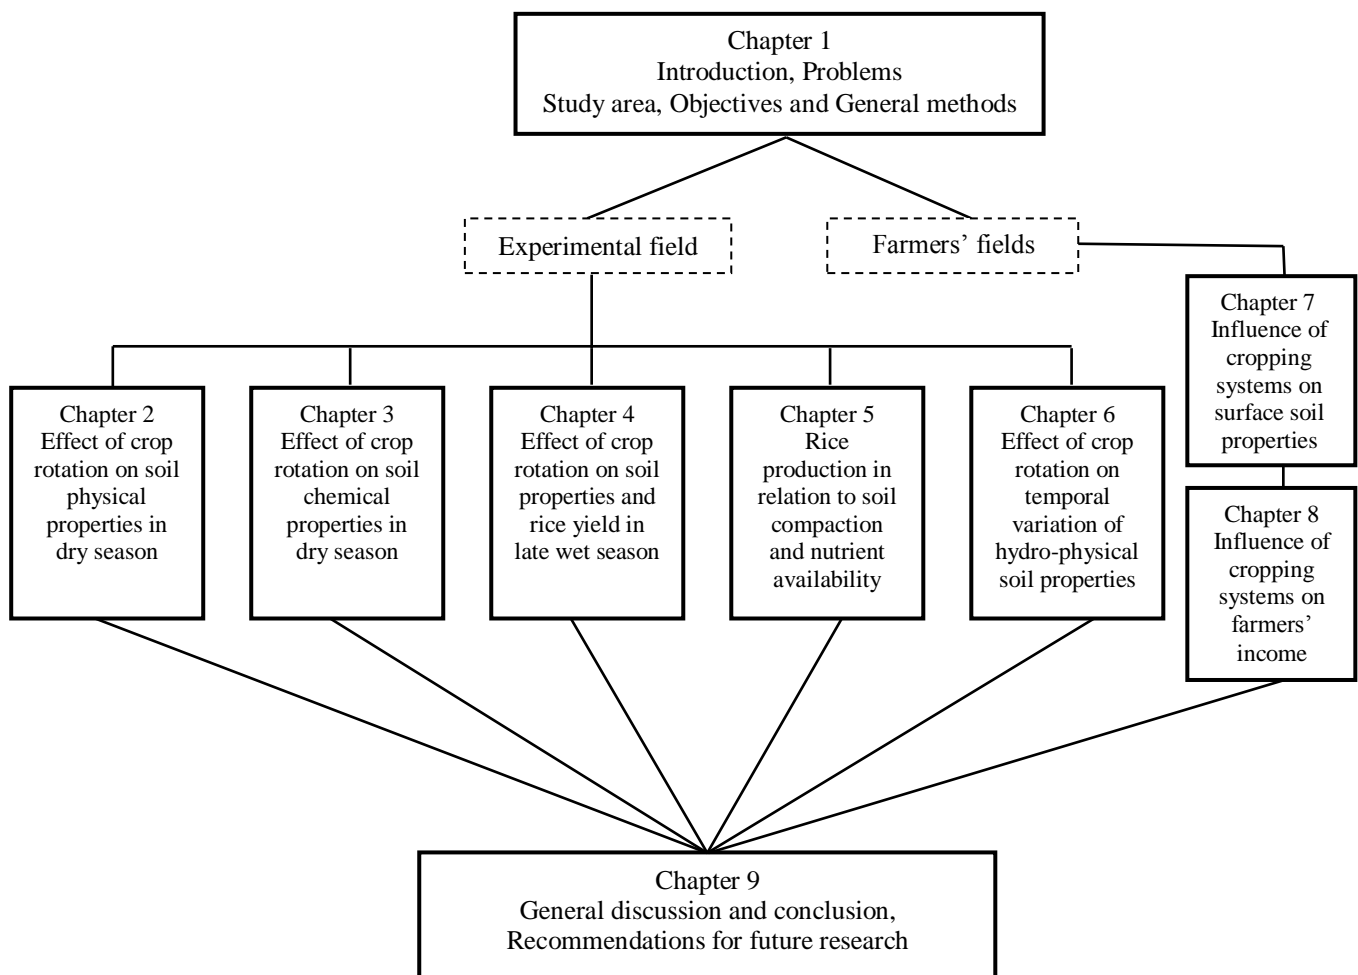 Chapter 1
Introduction, Problems
Study area, Objectives and General methods
Experimental field
Farmers’ fields
Chapter 2
Effect of crop
rotation on soil
physical
properties in
dry season
Chapter 3
Effect of crop
rotation on soil
chemical
properties in
dry season
Chapter 4
Effect of crop
rotation on soil
properties and
rice yield in
late wet season
Chapter 5
Rice
production in
relation to soil
compaction
and nutrient
availability
Chapter 6
Effect of crop
rotation on
temporal
variation of
hydro-physical
soil properties
Chapter 7
Influence of
cropping
systems on
surface soil
properties
Chapter 8
Influence of
cropping
systems on
farmers’
income
Chapter 9
General discussion and conclusion,
Recommendations for future research